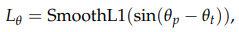 L_θ = SmoothL1(sin(θ_p − θ_t)),